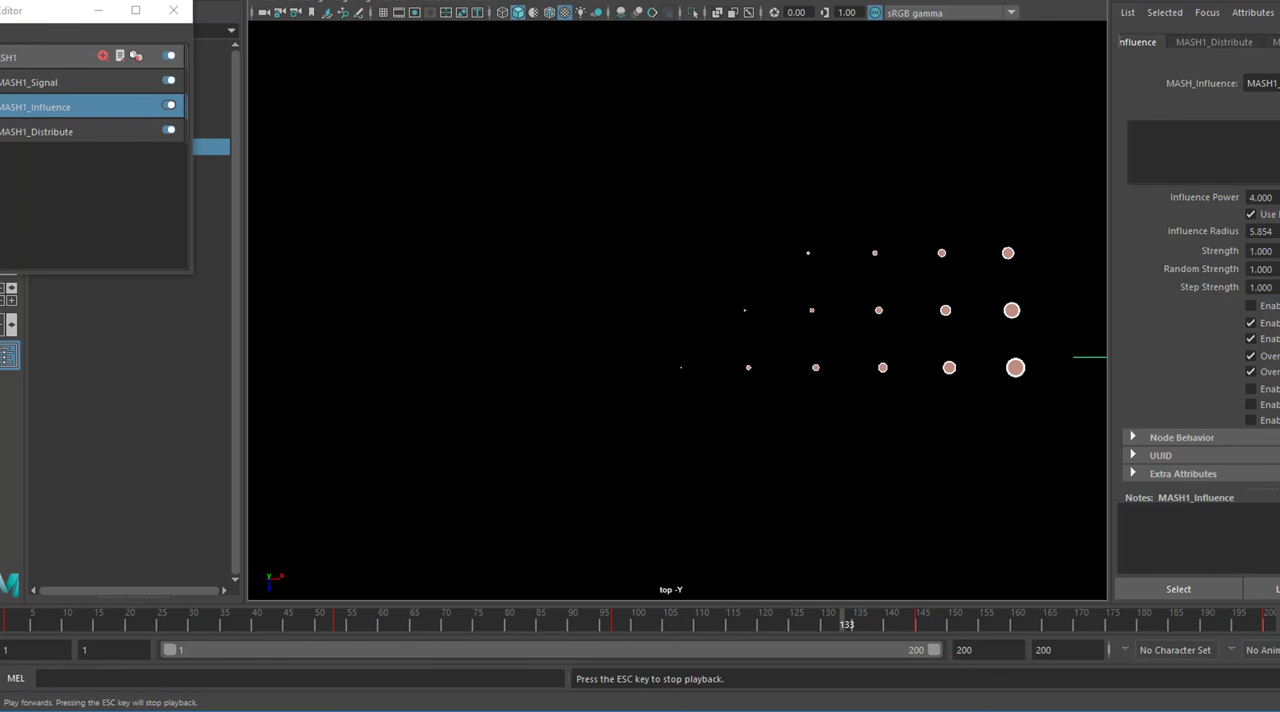 Editor
0.00
1.00
sRGB gamma
List Selected Focus Attributes
nfluence MASH1_Distribute M
SH1
MASH1_Signal
MASH1_Influence
MASH1_Distribute
MASH_Influence: MASH1_
Influence Power 4.000
Use
Influence Radius 5.854
Strength 1.000
Random Strength 1.000
Step Strength 1.000
Enab
Enab
Enab
Over
Over
Enab
Enab
Enab
Node Behavior
UUID
Extra Attributes
Notes: MASH1_Influence
y x
top -Y
Select
5 10 15 20 25 30 35 40 45 50 55 60 65 70 75 80 85 90 95 100 105 110 115 120 125 130 135 140 145 150 155 160 165 170 175 180 185 190 195 200
133
1 1 1 200 200 200 No Character Set No Anim
MEL Press the ESC key to stop playback.
Play forwards. Pressing the ESC key will stop playback.